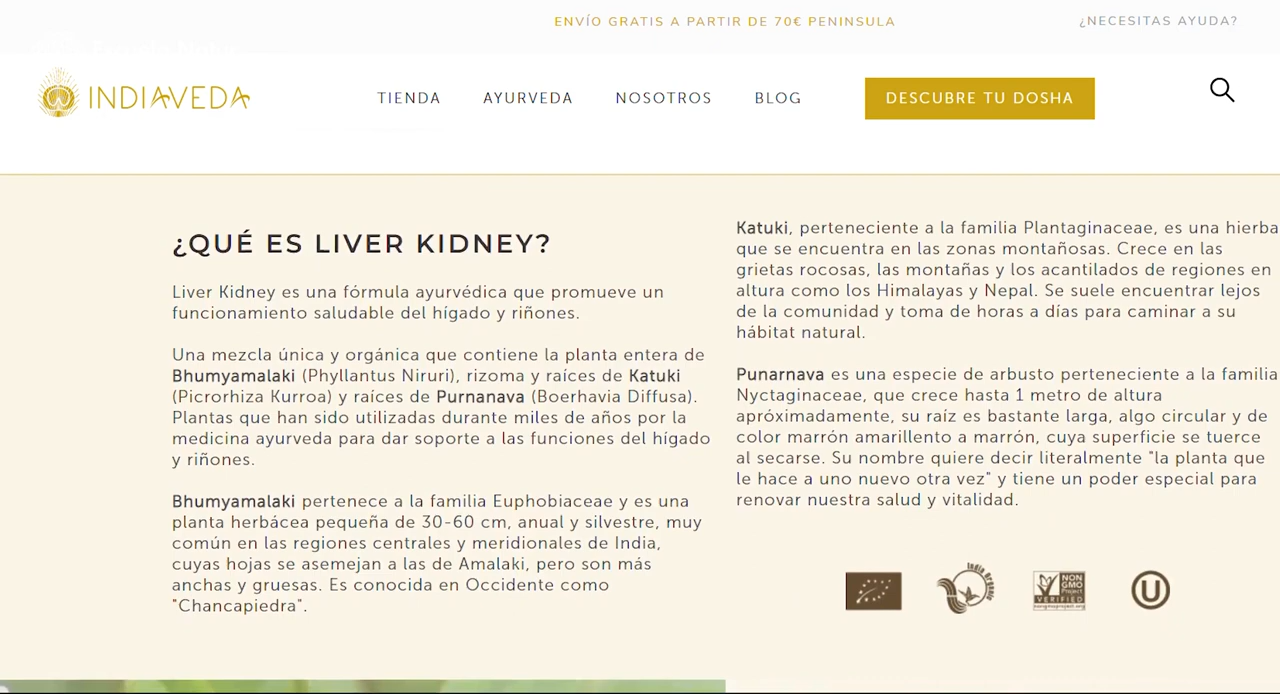 ENVÍO GRATIS A PARTIR DE 70€ PENINSULA
¿NECESITAS AYUDA?
INDIAVEDA
TIENDA
AYURVEDA
NOSOTROS
BLOG
DESCUBRE TU DOSHA
¿QUÉ ES LIVER KIDNEY?
Liver Kidney es una fórmula ayurvédica que promueve un
funcionamiento saludable del hígado y riñones.
Una mezcla única y orgánica que contiene la planta entera de
Bhumyamalaki (Phyllantus Niruri), rizoma y raíces de Katuki
(Picrorhiza Kurroa) y raíces de Purnanava (Boerhavia Diffusa).
Plantas que han sido utilizadas durante miles de años por la
medicina ayurveda para dar soporte a las funciones del hígado
y riñones.
Bhumyamalaki pertenece a la familia Euphobiaceae y es una
planta herbácea pequeña de 30-60 cm, anual y silvestre, muy
común en las regiones centrales y meridionales de India,
cuyas hojas se asemejan a las de Amalaki, pero son más
anchas y gruesas. Es conocida en Occidente como
"Chancapiedra".
Katuki, perteneciente a la familia Plantaginaceae, es una hierba
que se encuentra en las zonas montañosas. Crece en las
grietas rocosas, las montañas y los acantilados de regiones en
altura como los Himalayas y Nepal. Se suele encuentrar lejos
de la comunidad y toma de horas a días para caminar a su
hábitat natural.
Punarnava es una especie de arbusto perteneciente a la familia
Nyctaginaceae, que crece hasta 1 metro de altura
apróximadamente, su raíz es bastante larga, algo circular y de
color marrón amarillento a marrón, cuya superficie se tuerce
al secarse. Su nombre quiere decir literalmente "la planta que
le hace a uno nuevo otra vez" y tiene un poder especial para
renovar nuestra salud y vitalidad.
India Organic
NON
GMO
Project
VERIFIED
nongmoproject.org
U